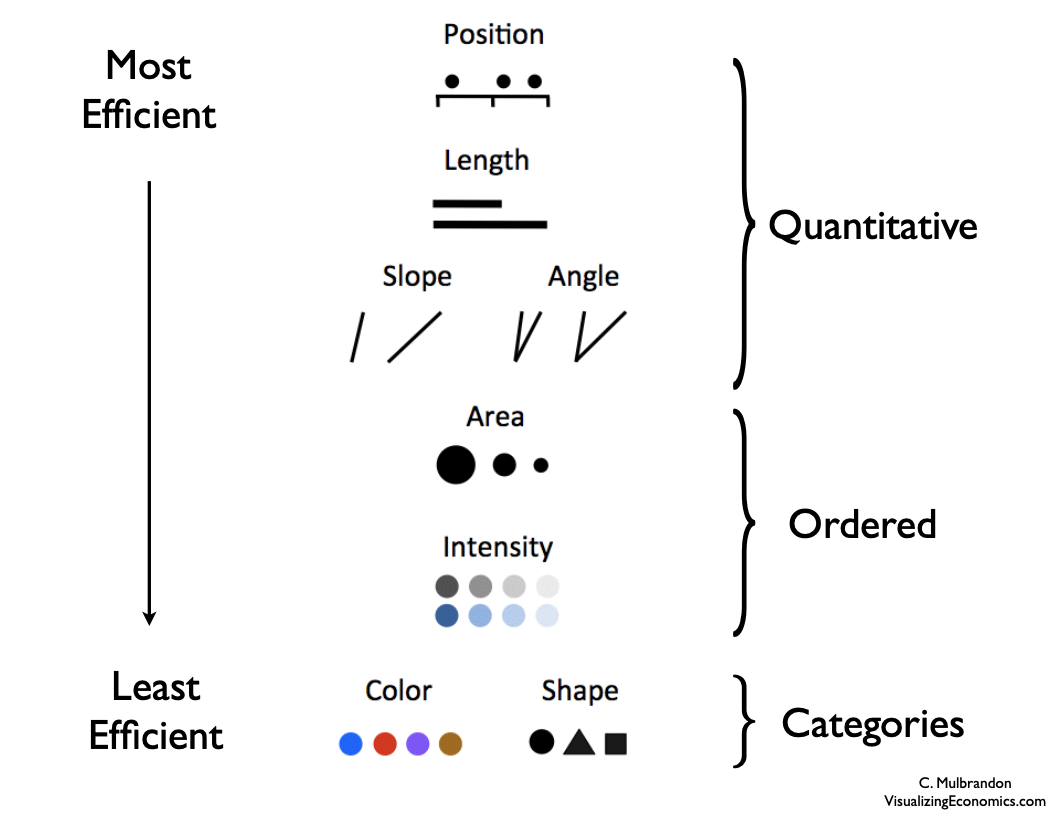 Most
Efficient
Position
Length
Slope
Angle
Quantitative
Area
Intensity
Ordered
Least
Efficient
Color
Shape
Categories
C. Mulbrandon
VisualizingEconomics.com